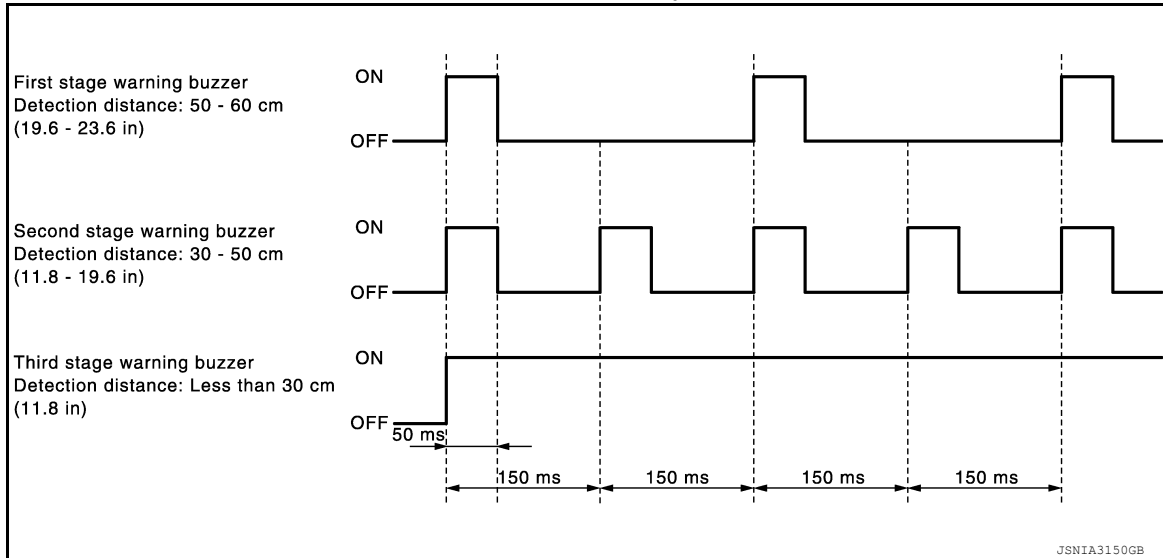 First stage warning buzzer
Detection distance: 50 - 60 cm
(19.6 - 23.6 in)
ON
OFF
Second stage warning buzzer
Detection distance: 30 - 50 cm
(11.8 - 19.6 in)
ON
OFF
Third stage warning buzzer
Detection distance: Less than 30 cm
(11.8 in)
ON
OFF
50 ms
150 ms 150 ms 150 ms 150 ms
JSNIA3150GB